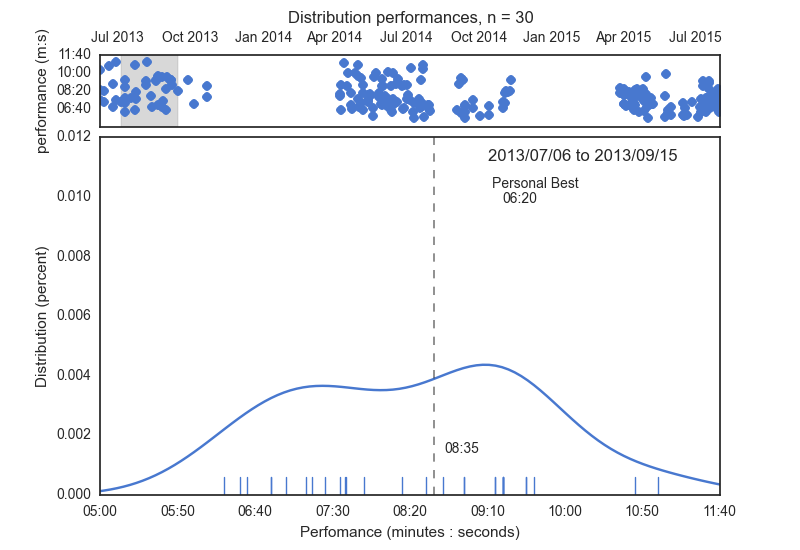 Distribution performances, n = 30
Jul 2013 Oct 2013 Jan 2014 Apr 2014 Jul 2014 Oct 2014 Jan 2015 Apr 2015 Jul 2015
performance (m:s)
11:40
10:00
08:20
06:40
0.012
2013/07/06 to 2013/09/15
Personal Best
06:20
0.010
0.008
Distribution (percent)
0.006
0.004
0.002
08:35
0.000
05:00 05:50 06:40 07:30 08:20 09:10 10:00 10:50 11:40
Perfomance (minutes : seconds)